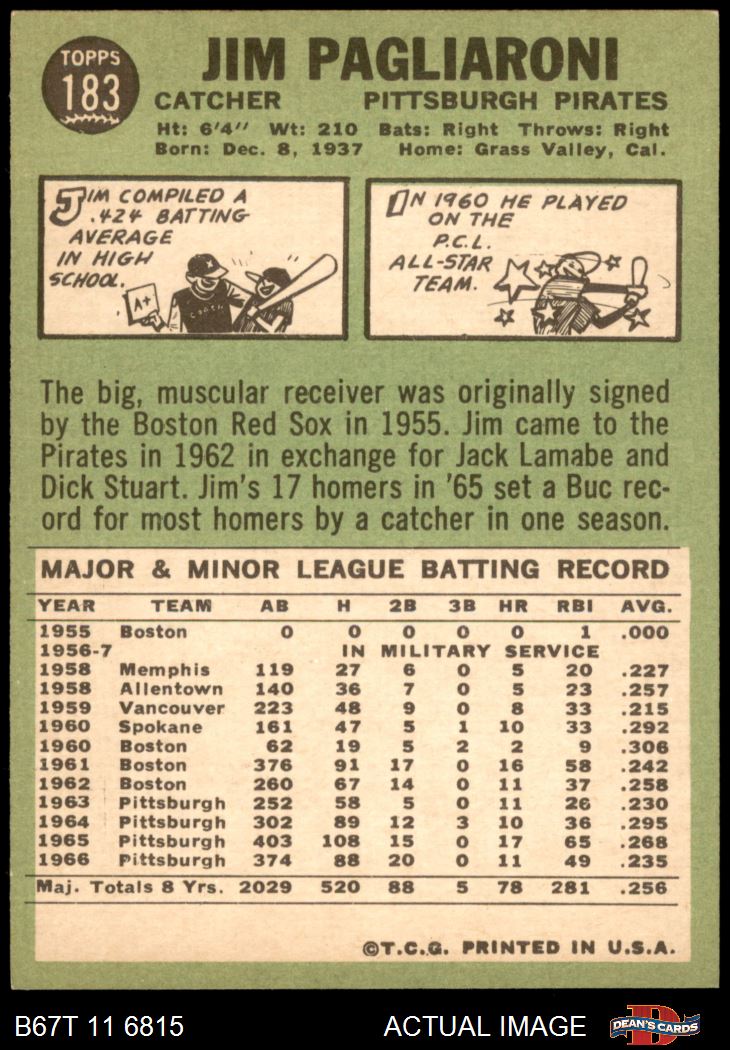 TOPPS
183
JIM PAGLIARONI
CATCHER PITTSBURGH PIRATES
Ht: 6'4" Wt: 210 Bats: Right Throws: Right
Born: Dec. 8, 1937 Home: Grass Valley, Cal.
JIM COMPILED A
.424 BATTING
AVERAGE
IN HIGH
SCHOOL.
A+
COACH
IN 1960 HE PLAYED
ON THE
P.C.L.
ALL-STAR
TEAM.
The big, muscular receiver was originally signed
by the Boston Red Sox in 1955. Jim came to the
Pirates in 1962 in exchange for Jack Lamabe and
Dick Stuart. Jim's 17 homers in '65 set a Buc rec-
ord for most homers by a catcher in one season.
MAJOR & MINOR LEAGUE BATTING RECORD
YEAR TEAM AB H 2B 3B HR RBI AVG.
1955 Boston 0 0 0 0 0 1 .000
1956-7 IN MILITARY SERVICE
1958 Memphis 119 27 6 0 5 20 .227
1958 Allentown 140 36 7 0 5 23 .257
1959 Vancouver 223 48 9 0 8 33 .215
1960 Spokane 161 47 5 1 10 33 .292
1960 Boston 62 19 5 2 2 9 .306
1961 Boston 376 91 17 0 16 58 .242
1962 Boston 260 67 14 0 11 37 .258
1963 Pittsburgh 252 58 5 0 11 26 .230
1964 Pittsburgh 302 89 12 3 10 36 .295
1965 Pittsburgh 403 108 15 0 17 65 .268
1966 Pittsburgh 374 88 20 0 11 49 .235
Maj. Totals 8 Yrs. 2029 520 88 5 78 281 .256
©T.C.G. PRINTED IN U.S.A.
B67T 11 6815 ACTUAL IMAGE
D
DEAN'S CARDS